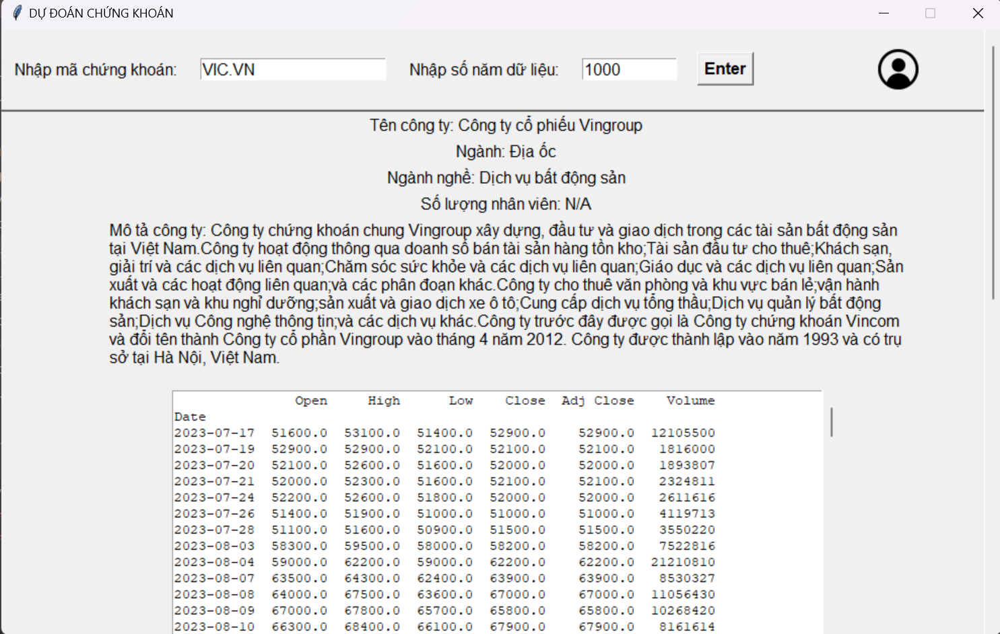 DỰ ĐOÁN CHỨNG KHOÁN
Nhập mã chứng khoán: VIC.VN Nhập số năm dữ liệu: 1000 Enter
Tên công ty: Công ty cổ phiếu Vingroup
Ngành: Địa ốc
Ngành nghề: Dịch vụ bất động sản
Số lượng nhân viên: N/A
Mô tả công ty: Công ty chứng khoán chung Vingroup xây dựng, đầu tư và giao dịch trong các tài sản bất động sản
tại Việt Nam.Công ty hoạt động thông qua doanh số bán tài sản hàng tồn kho;Tài sản đầu tư cho thuê;Khách sạn,
giải trí và các dịch vụ liên quan;Chăm sóc sức khỏe và các dịch vụ liên quan;Giáo dục và các dịch vụ liên quan;Sản
xuất và các hoạt động liên quan;và các phân đoạn khác.Công ty cho thuê văn phòng và khu vực bán lẻ;vận hành
khách sạn và khu nghỉ dưỡng;sản xuất và giao dịch xe ô tô;Cung cấp dịch vụ tổng thầu;Dịch vụ quản lý bất động
sản;Dịch vụ Công nghệ thông tin;và các dịch vụ khác.Công ty trước đây được gọi là Công ty chứng khoán Vincom
và đổi tên thành Công ty cổ phần Vingroup vào tháng 4 năm 2012. Công ty được thành lập vào năm 1993 và có trụ
sở tại Hà Nội, Việt Nam.
Open High Low Close Adj Close Volume
Date
2023-07-17 51600.0 53100.0 51400.0 52900.0 52900.0 12105500
2023-07-19 52900.0 52900.0 52100.0 52100.0 52100.0 1816000
2023-07-20 52100.0 52600.0 51600.0 52000.0 52000.0 1893807
2023-07-21 52000.0 52300.0 51600.0 52100.0 52100.0 2324811
2023-07-24 52200.0 52600.0 51800.0 52000.0 52000.0 2611616
2023-07-26 51400.0 51900.0 51000.0 51000.0 51000.0 4119713
2023-07-28 51100.0 51600.0 50900.0 51500.0 51500.0 3550220
2023-08-03 58300.0 59500.0 58000.0 58200.0 58200.0 7522816
2023-08-04 59000.0 62200.0 59000.0 62200.0 62200.0 21210810
2023-08-07 63500.0 64300.0 62400.0 63900.0 63900.0 8530327
2023-08-08 64000.0 67500.0 63600.0 67000.0 67000.0 11056430
2023-08-09 67000.0 67800.0 65700.0 65800.0 65800.0 10268420
2023-08-10 66300.0 68400.0 66100.0 67900.0 67900.0 8161614